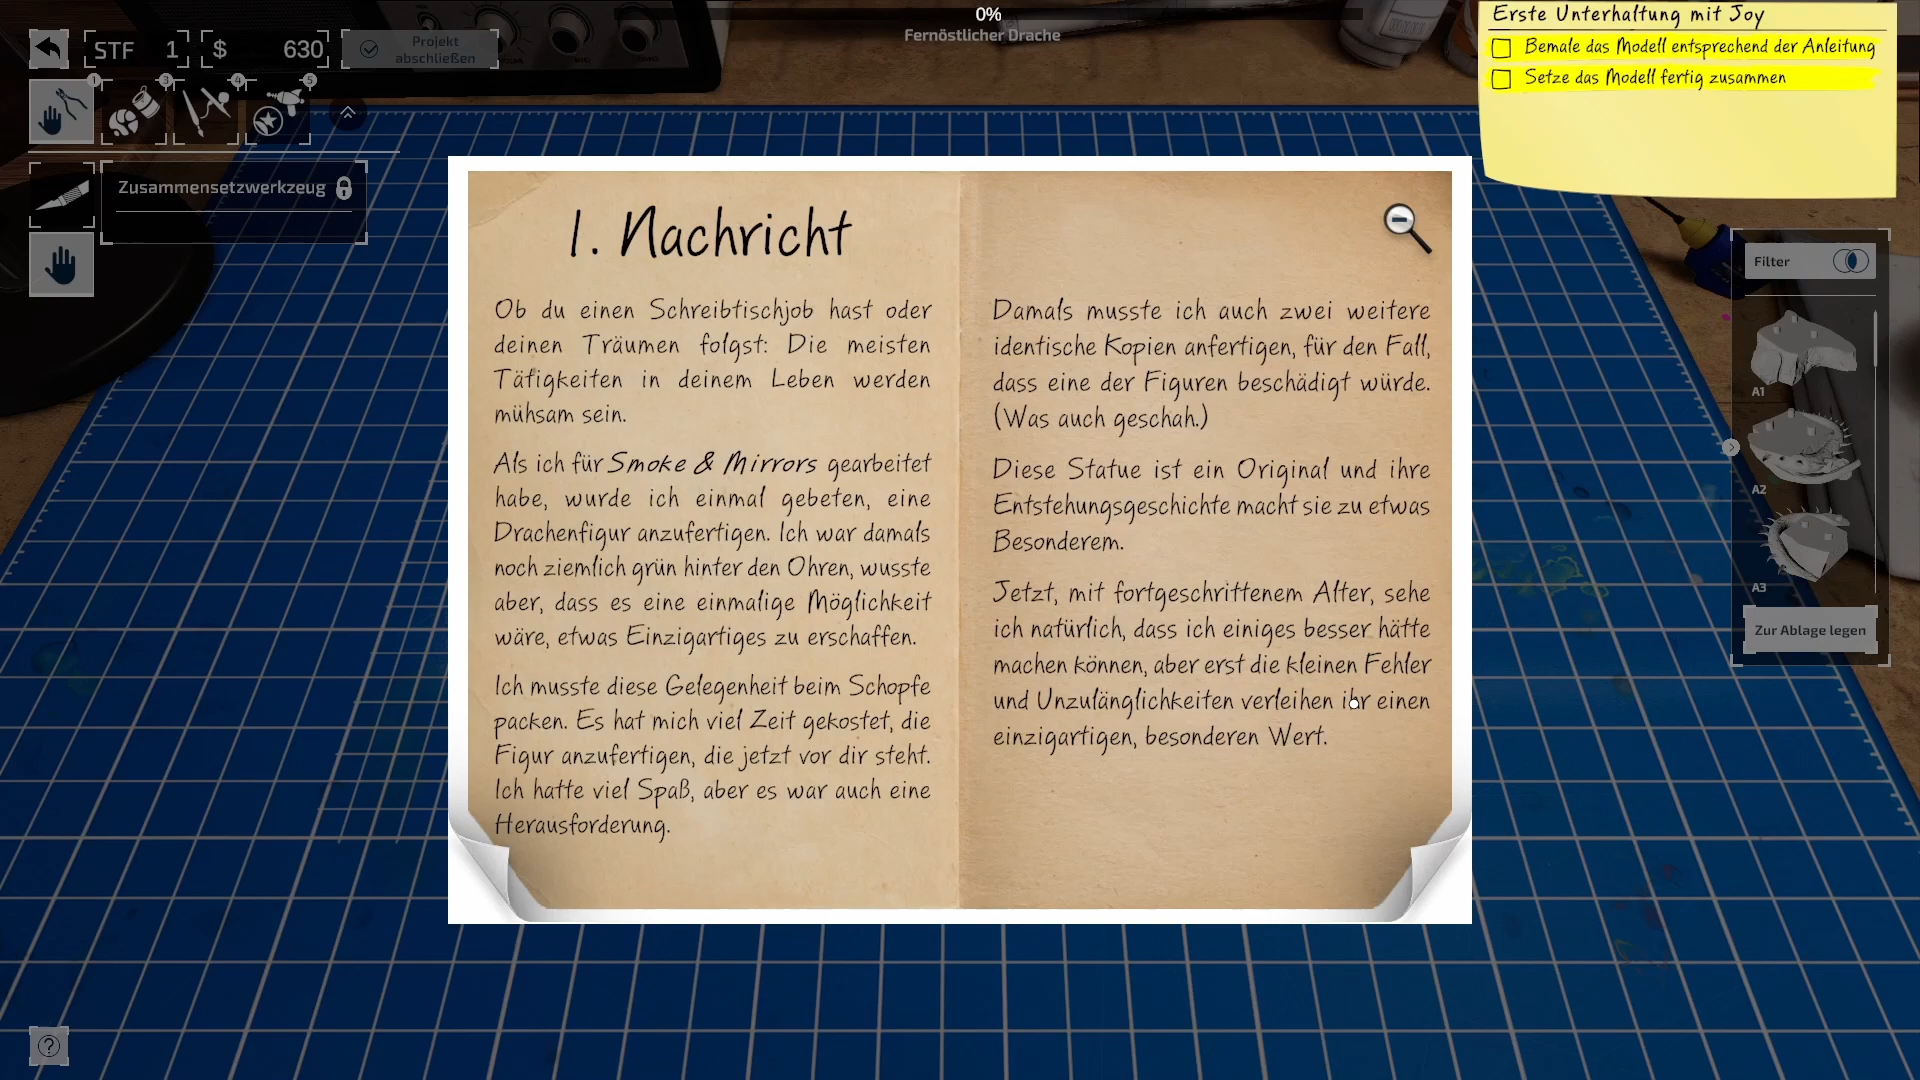 0%
Fernöstlicher Drache
STF 1
$ 630
Projekt
abschließen
1
3
4
5
Zusammensetzwerkzeug
Erste Unterhaltung mit Joy
Bemale das Modell entsprechend der Anleitung
Setze das Modell fertig zusammen
1. Nachricht
Ob du einen Schreibtischjob hast oder
deinen Träumen folgst: Die meisten
Tätigkeiten in deinem Leben werden
mühsam sein.
Als ich für Smoke & Mirrors gearbeitet
habe, wurde ich einmal gebeten, eine
Drachenfigur anzufertigen. Ich war damals
noch ziemlich grün hinter den Ohren, wusste
aber, dass es eine einmalige Möglichkeit
wäre, etwas Einzigartiges zu erschaffen.
Ich musste diese Gelegenheit beim Schopfe
packen. Es hat mich viel Zeit gekostet, die
Figur anzufertigen, die jetzt vor dir steht.
Ich hatte viel Spaß, aber es war auch eine
Herausforderung.
Damals musste ich auch zwei weitere
identische Kopien anfertigen, für den Fall,
dass eine der Figuren beschädigt würde.
(Was auch geschah.)
Diese Statue ist ein Original und ihre
Entstehungsgeschichte macht sie zu etwas
Besonderem.
Jetzt, mit fortgeschrittenem Alter, sehe
ich natürlich, dass ich einiges besser hätte
machen können, aber erst die kleinen Fehler
und Unzulänglichkeiten verleihen ihr einen
einzigartigen, besonderen Wert.
Filter
A1
A2
A3
Zur Ablage legen
?